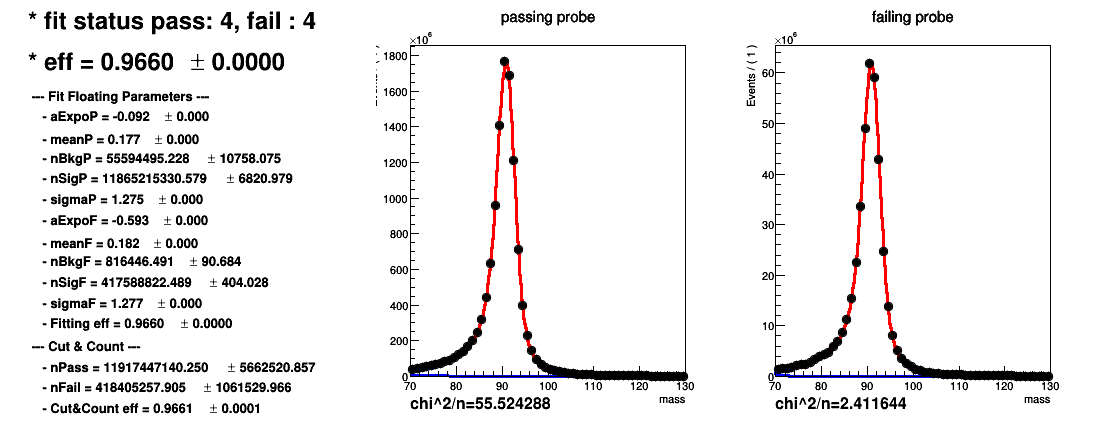 * fit status pass: 4, fail : 4
* eff = 0.9660 ± 0.0000
--- Fit Floating Parameters ---
- aExpoP = -0.092 ± 0.000
- meanP = 0.177 ± 0.000
- nBkgP = 55594495.228 ± 10758.075
- nSigP = 11865215330.579 ± 6820.979
- sigmaP = 1.275 ± 0.000
- aExpoF = -0.593 ± 0.000
- meanF = 0.182 ± 0.000
- nBkgF = 816446.491 ± 90.684
- nSigF = 417588822.489 ± 404.028
- sigmaF = 1.277 ± 0.000
- Fitting eff = 0.9660 ± 0.0000
--- Cut & Count ---
- nPass = 11917447140.250 ± 5662520.857
- nFail = 418405257.905 ± 1061529.966
- Cut&Count eff = 0.9661 ± 0.0001
passing probe
×10⁶
1800
1600
1400
1200
1000
800
600
400
200
0
70 80 90 100 110 120 130
mass
chi^2/n=55.524288
failing probe
×10⁶
Events / ( 1 )
60
50
40
30
20
10
0
70 80 90 100 110 120 130
mass
chi^2/n=2.411644